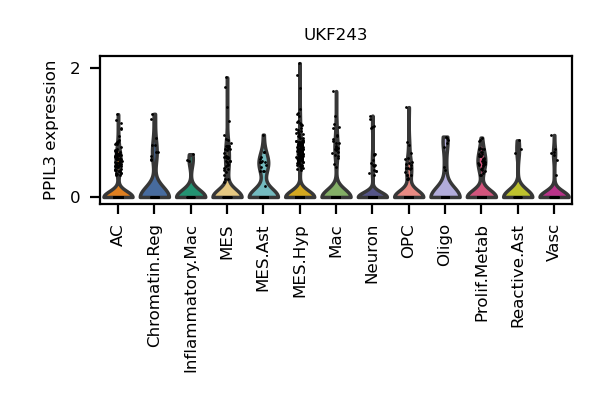 UKF243
PPIL3 expression
2
0
AC
Chromatin.Reg
Inflammatory.Mac
MES
MES.Ast
MES.Hyp
Mac
Neuron
OPC
Oligo
Prolif.Metab
Reactive.Ast
Vasc